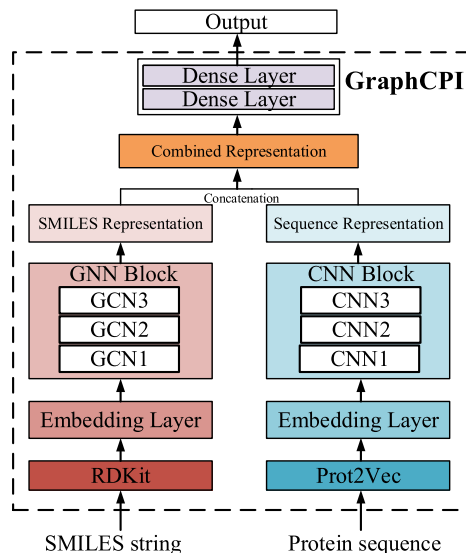 Output
Dense Layer
GraphCPI
Dense Layer
Combined Representation
Concatenation
SMILES Representation
Sequence Representation
GNN Block
CNN Block
GCN3
CNN3
GCN2
CNN2
GCN1
CNN1
Embedding Layer
Embedding Layer
RDKit
Prot2Vec
SMILES string
Protein sequence